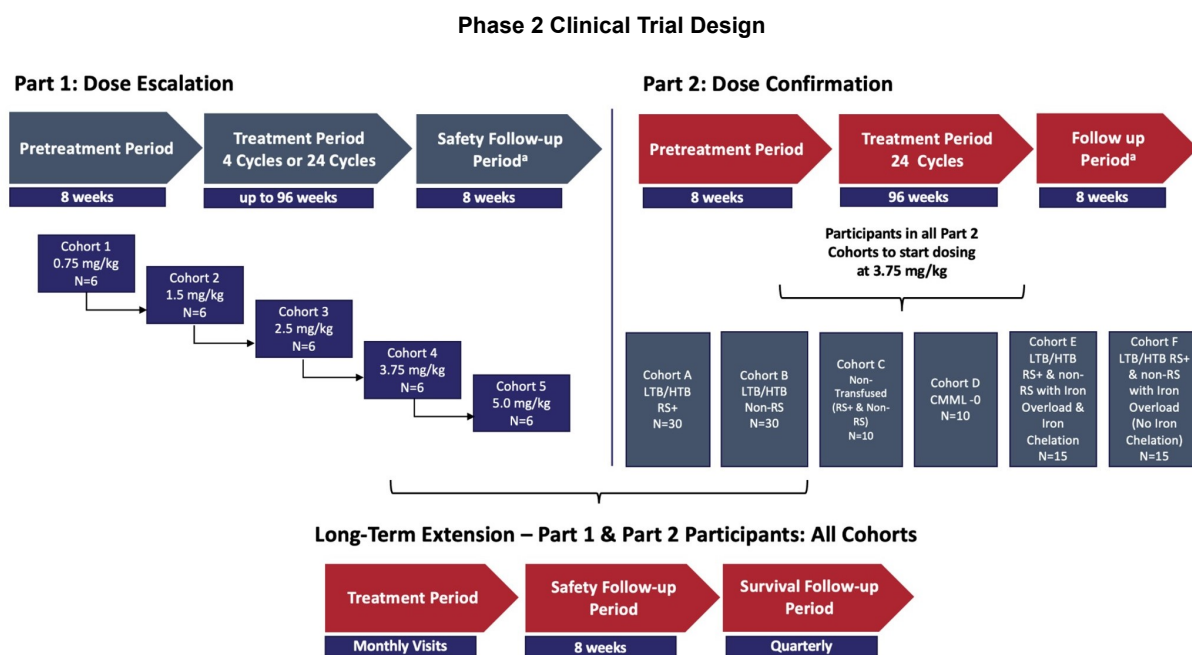 Phase 2 Clinical Trial Design
Part 1: Dose Escalation
Pretreatment Period
8 weeks
Treatment Period
4 Cycles or 24 Cycles
up to 96 weeks
Safety Follow-up
Periodᵃ
8 weeks
Cohort 1
0.75 mg/kg
N=6
Cohort 2
1.5 mg/kg
N=6
Cohort 3
2.5 mg/kg
N=6
Cohort 4
3.75 mg/kg
N=6
Cohort 5
5.0 mg/kg
N=6
Part 2: Dose Confirmation
Pretreatment Period
8 weeks
Treatment Period
24 Cycles
96 weeks
Follow up
Periodᵃ
8 weeks
Participants in all Part 2
Cohorts to start dosing
at 3.75 mg/kg
Cohort A
LTB/HTB
RS+
N=30
Cohort B
LTB/HTB
Non-RS
N=30
Cohort C
Non-
Transfused
(RS+ & Non-
RS)
N=10
Cohort D
CMML -0
N=10
Cohort E
LTB/HTB
RS+ & non-
RS with Iron
Overload &
Iron
Chelation
N=15
Cohort F
LTB/HTB RS+
& non-RS
with Iron
Overload
(No Iron
Chelation)
N=15
Long-Term Extension – Part 1 & Part 2 Participants: All Cohorts
Treatment Period
Monthly Visits
Safety Follow-up
Period
8 weeks
Survival Follow-up
Period
Quarterly